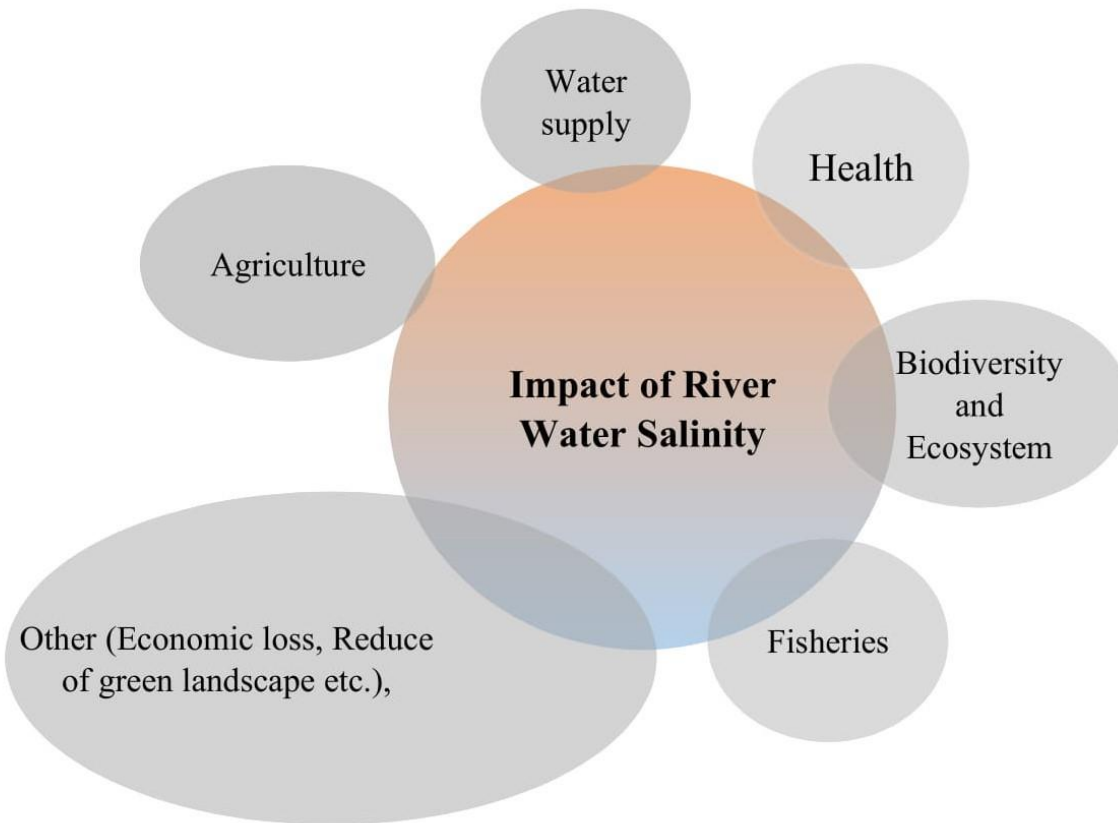 Water
supply
Health
Agriculture
Impact of River
Water Salinity
Biodiversity
and
Ecosystem
Other (Economic loss, Reduce
of green landscape etc.),
Fisheries